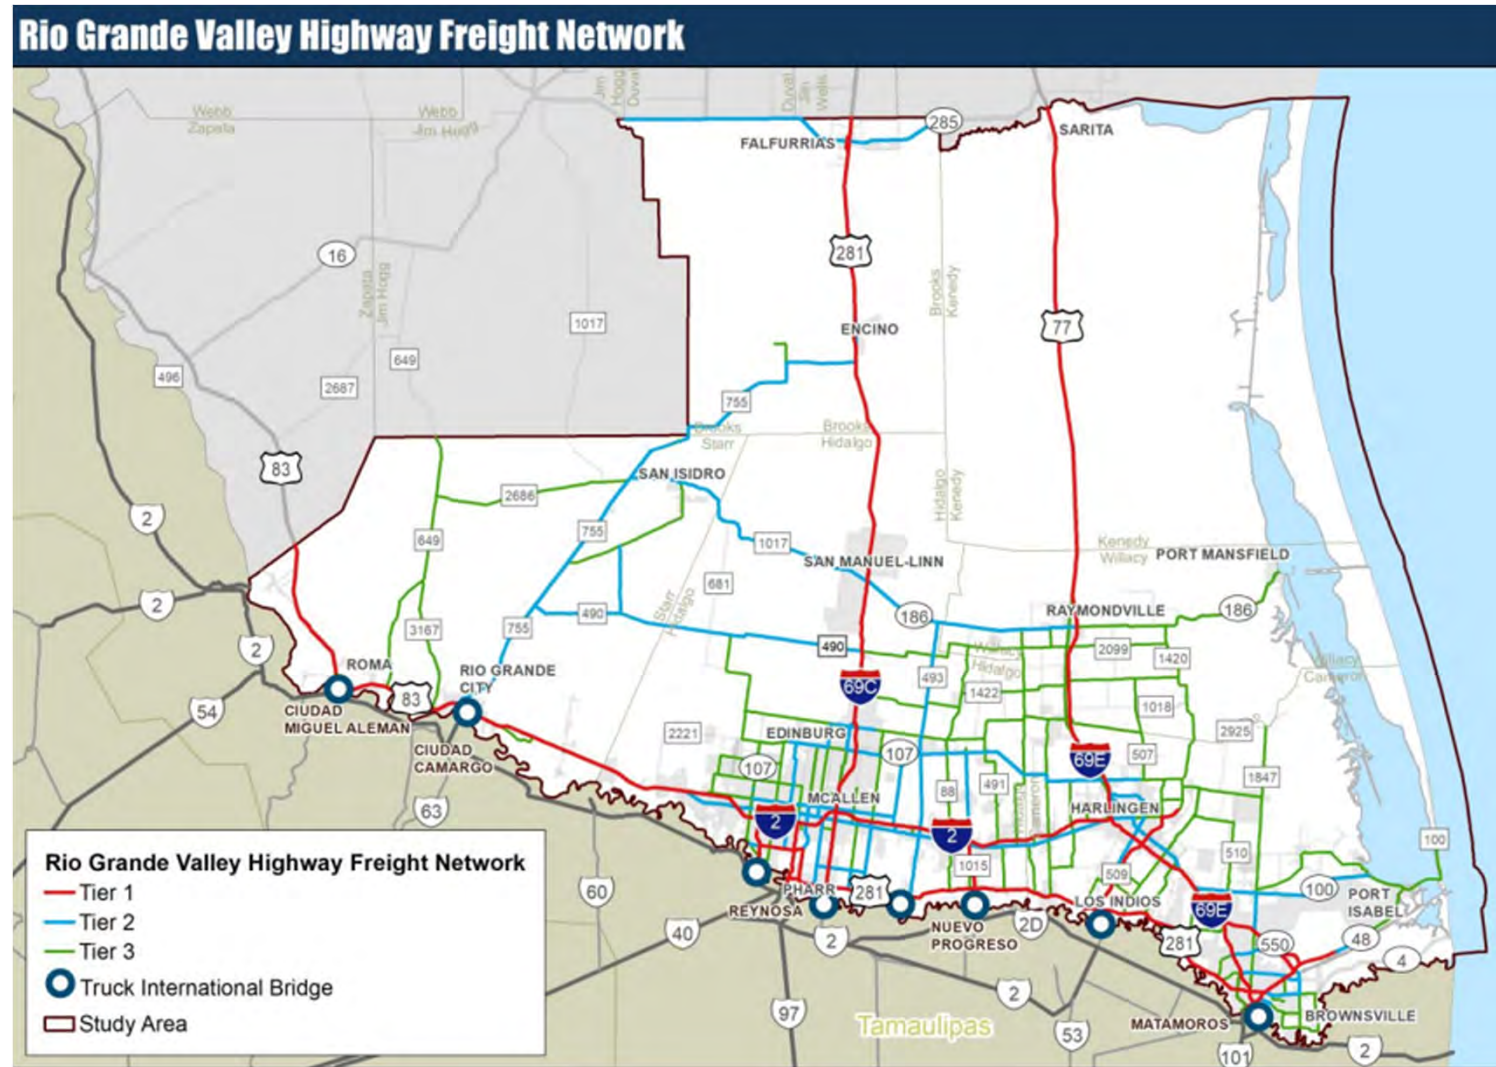 Rio Grande Valley Highway Freight Network
Jim
Hogg
Duval
Duval
Jim
Wells
Webb
Zapata
Webb
Jim Hogg
285
SARITA
FALFURRIAS
16
281
Zapata
Jim Hogg
Brooks
Kenedy
1017
77
ENCINO
649
496
2687
755
Brooks
Starr
Brooks
Hidalgo
83
SAN ISIDRO
2686
Hidalgo
Kenedy
2
755
649
1017
Kenedy
Willacy
PORT MANSFIELD
SAN MANUEL-LINN
681
2
Starr
Hidalgo
490
186
RAYMONDVILLE
186
3167
755
2
490
Willacy
Hidalgo
2099
1420
Willacy
Cameron
ROMA
RIO GRANDE
CITY
83
69C
493
1422
54
CIUDAD
MIGUEL ALEMAN
1018
2221
EDINBURG
2925
CIUDAD
CAMARGO
107
107
69E
507
1847
88
491
Cameron
MCALLEN
HARLINGEN
63
2
2
100
510
Rio Grande Valley Highway Freight Network
Tier 1
Tier 2
Tier 3
Truck International Bridge
Study Area
1015
509
60
PHARR
281
100
PORT
ISABEL
REYNOSA
LOS INDIOS
69E
40
2
NUEVO
PROGRESO
2D
281
550
48
4
2
97
Tamaulipas
MATAMOROS
BROWNSVILLE
53
101
2